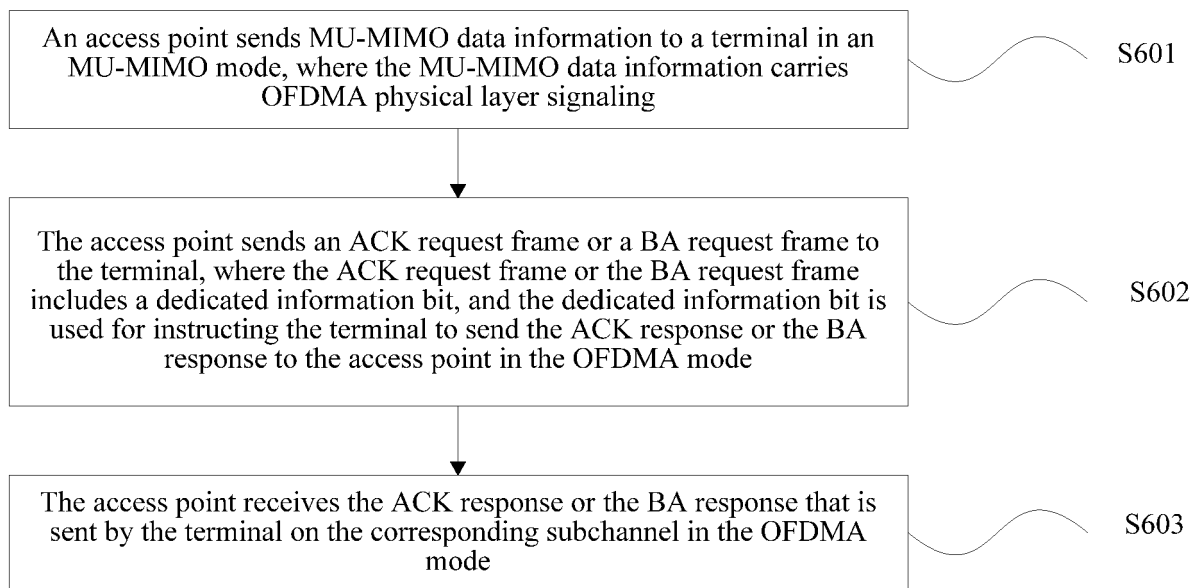 An access point sends MU-MIMO data information to a terminal in an
MU-MIMO mode, where the MU-MIMO data information carries
OFDMA physical layer signaling
S601
The access point sends an ACK request frame or a BA request frame to
the terminal, where the ACK request frame or the BA request frame
includes a dedicated information bit, and the dedicated information bit is
used for instructing the terminal to send the ACK response or the BA
response to the access point in the OFDMA mode
S602
The access point receives the ACK response or the BA response that is
sent by the terminal on the corresponding subchannel in the OFDMA
mode
S603